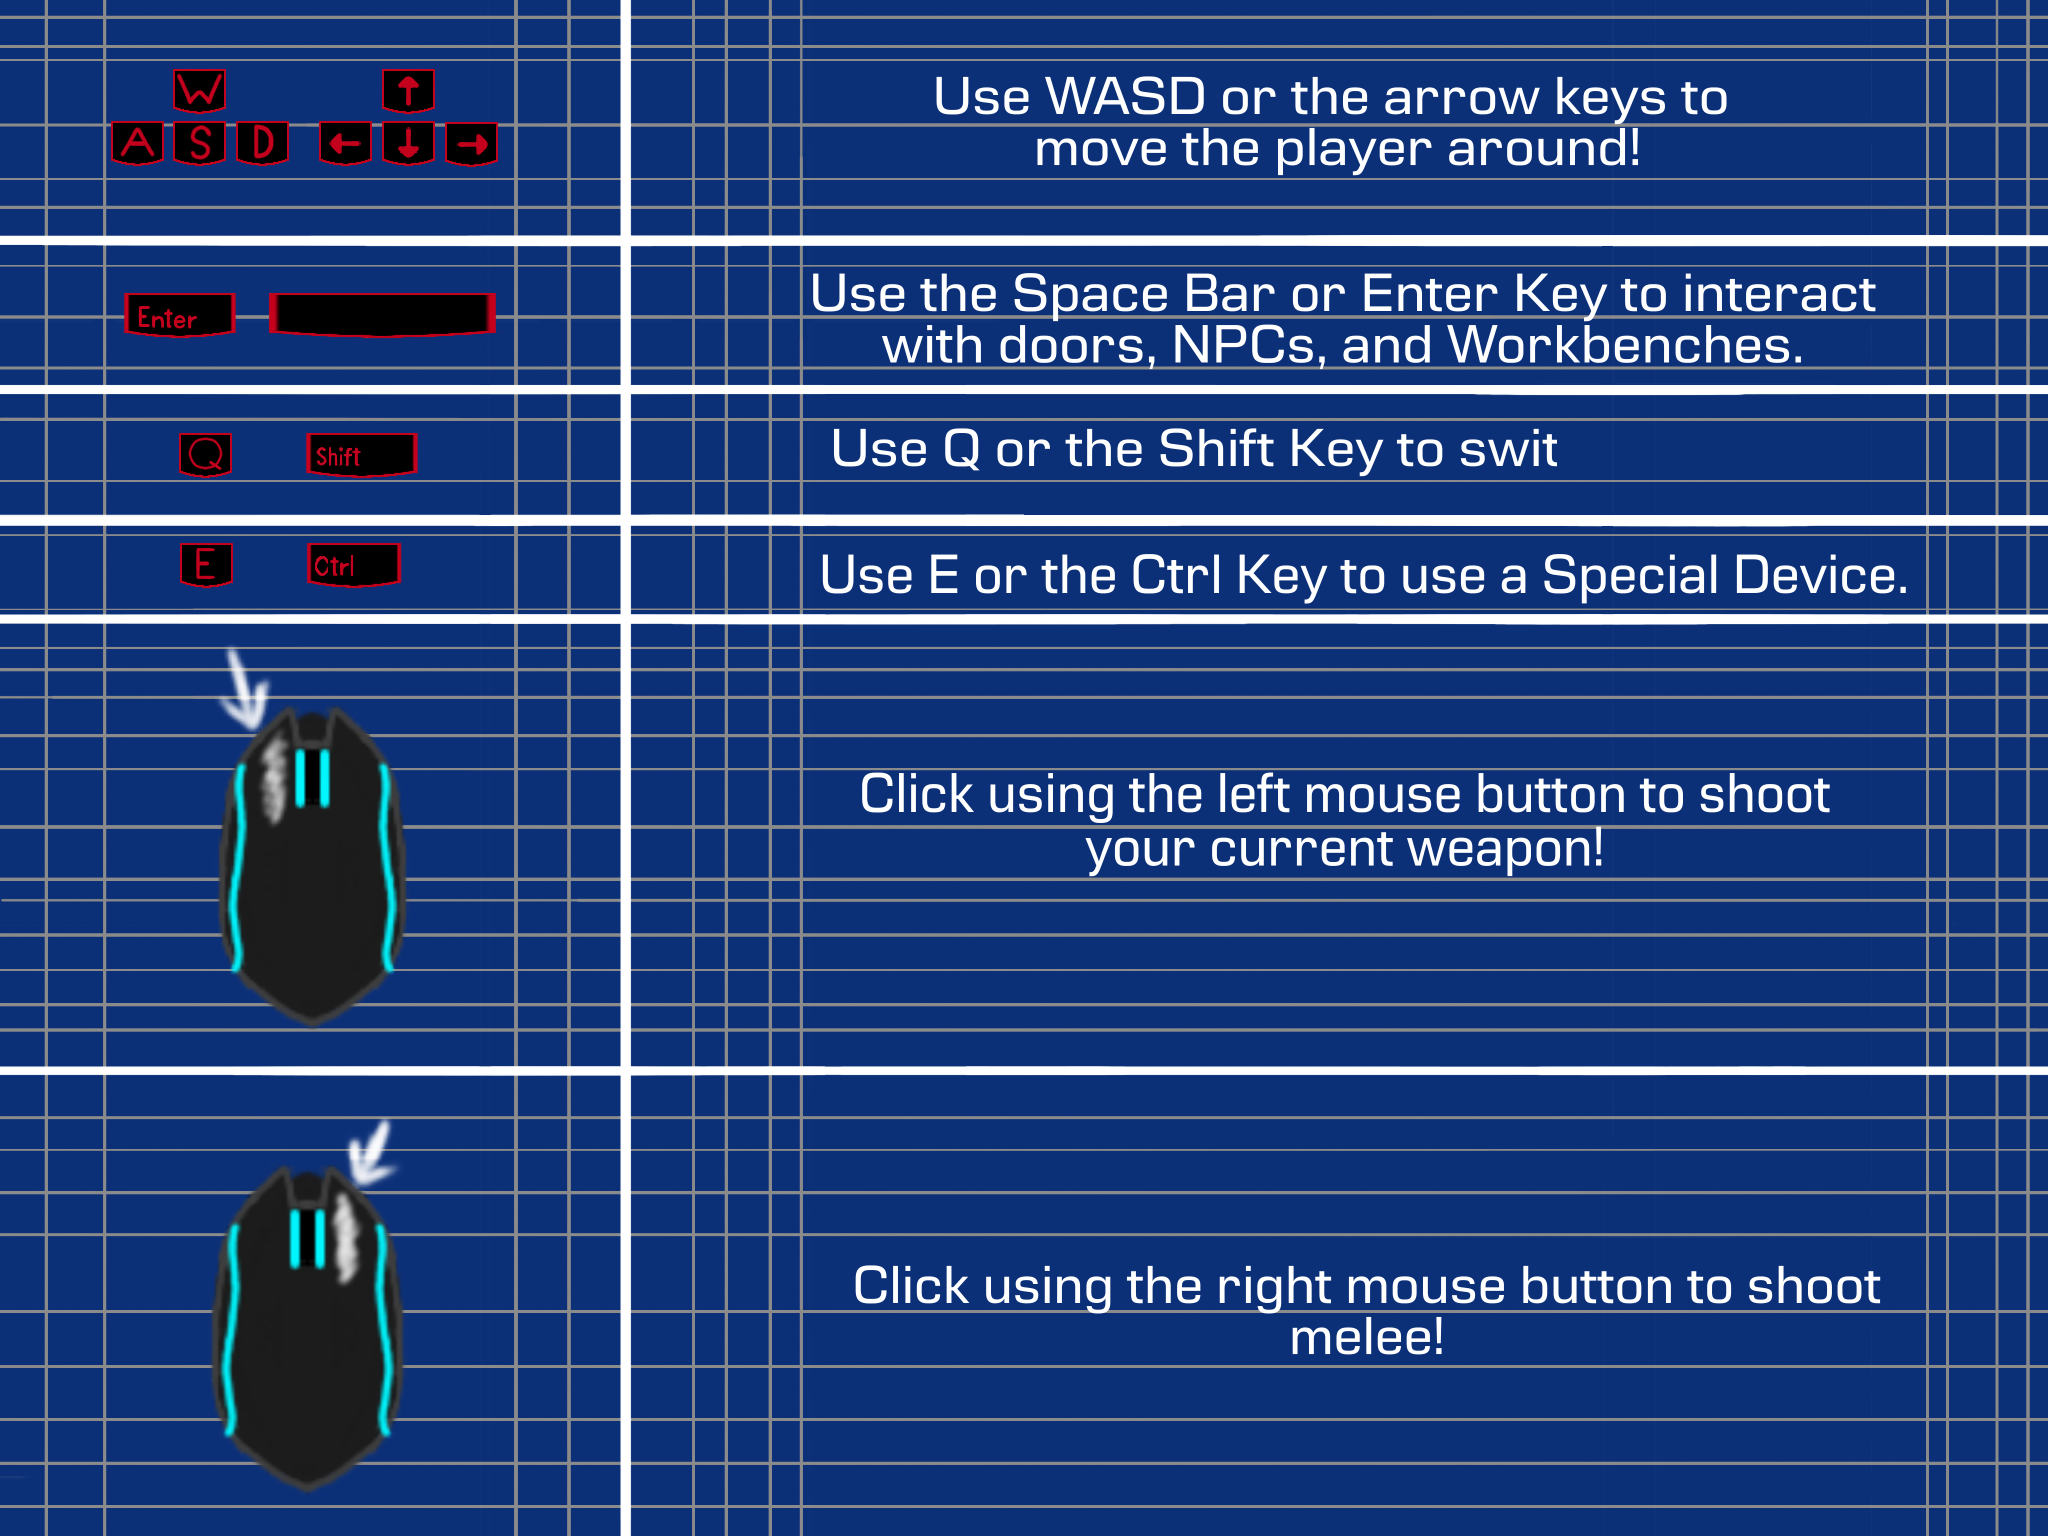 W
↑
A S D ← ↓ →
Use WASD or the arrow keys to
move the player around!
Enter
Use the Space Bar or Enter Key to interact
with doors, NPCs, and Workbenches.
Q Shift
Use Q or the Shift Key to swit
E Ctrl
Use E or the Ctrl Key to use a Special Device.
Click using the left mouse button to shoot
your current weapon!
Click using the right mouse button to shoot
melee!